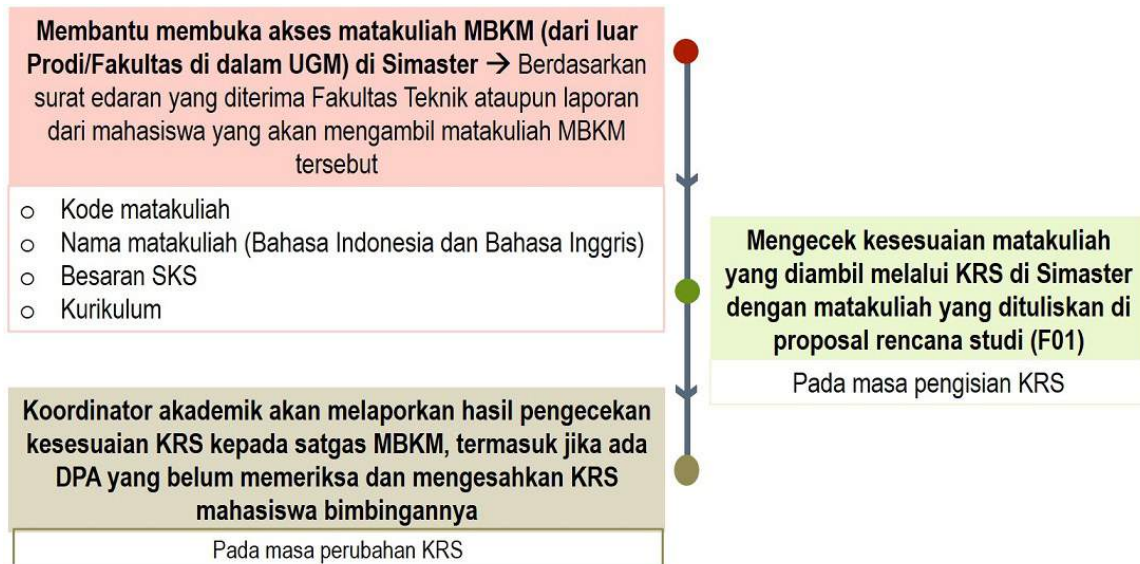 Membantu membuka akses matakuliah MBKM (dari luar
Prodi/Fakultas di dalam UGM) di Simaster → Berdasarkan
surat edaran yang diterima Fakultas Teknik ataupun laporan
dari mahasiswa yang akan mengambil matakuliah MBKM
tersebut
o Kode matakuliah
o Nama matakuliah (Bahasa Indonesia dan Bahasa Inggris)
o Besaran SKS
o Kurikulum
Mengecek kesesuaian matakuliah
yang diambil melalui KRS di Simaster
dengan matakuliah yang dituliskan di
proposal rencana studi (F01)
Pada masa pengisian KRS
Koordinator akademik akan melaporkan hasil pengecekan
kesesuaian KRS kepada satgas MBKM, termasuk jika ada
DPA yang belum memeriksa dan mengesahkan KRS
mahasiswa bimbingannya
Pada masa perubahan KRS